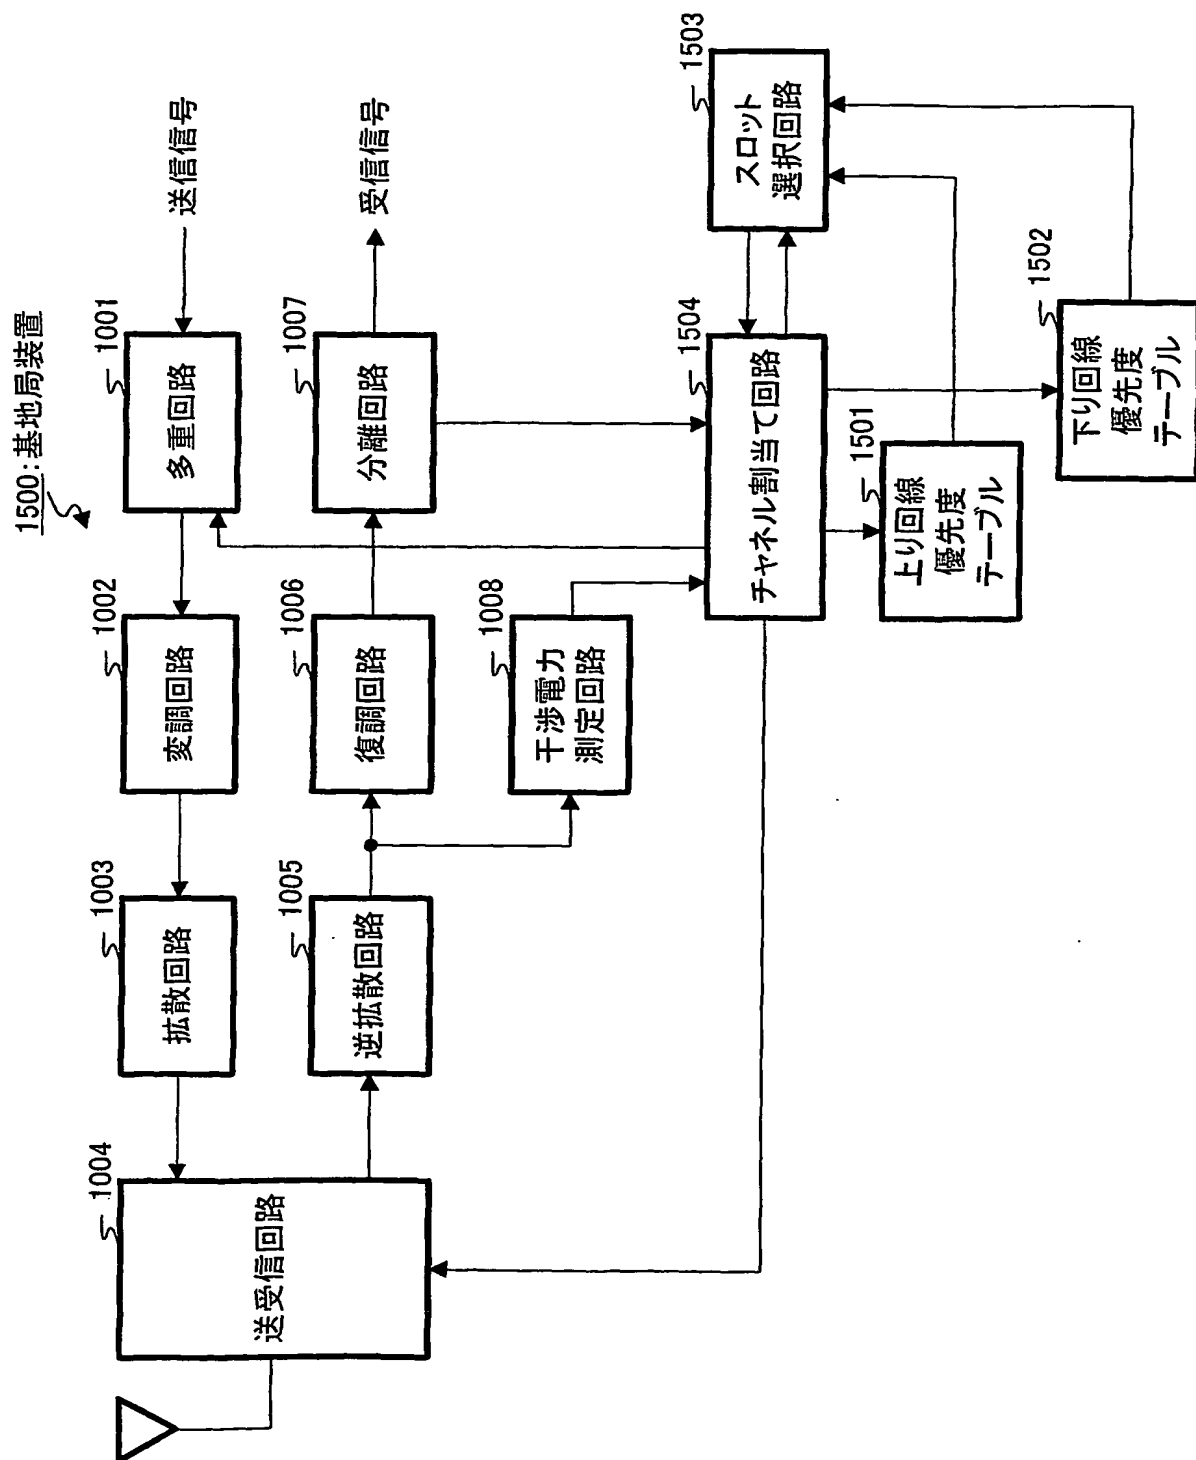 1500:基地局装置
送信信号
1001
多重回路
1002
変調回路
1003
拡散回路
1004
送受信回路
1005
逆拡散回路
1006
復調回路
1007
分離回路
受信信号
1008
干渉電力
測定回路
1504
チャネル割当て回路
1503
スロット
選択回路
1501
上り回線
優先度
テーブル
1502
下り回線
優先度
テーブル